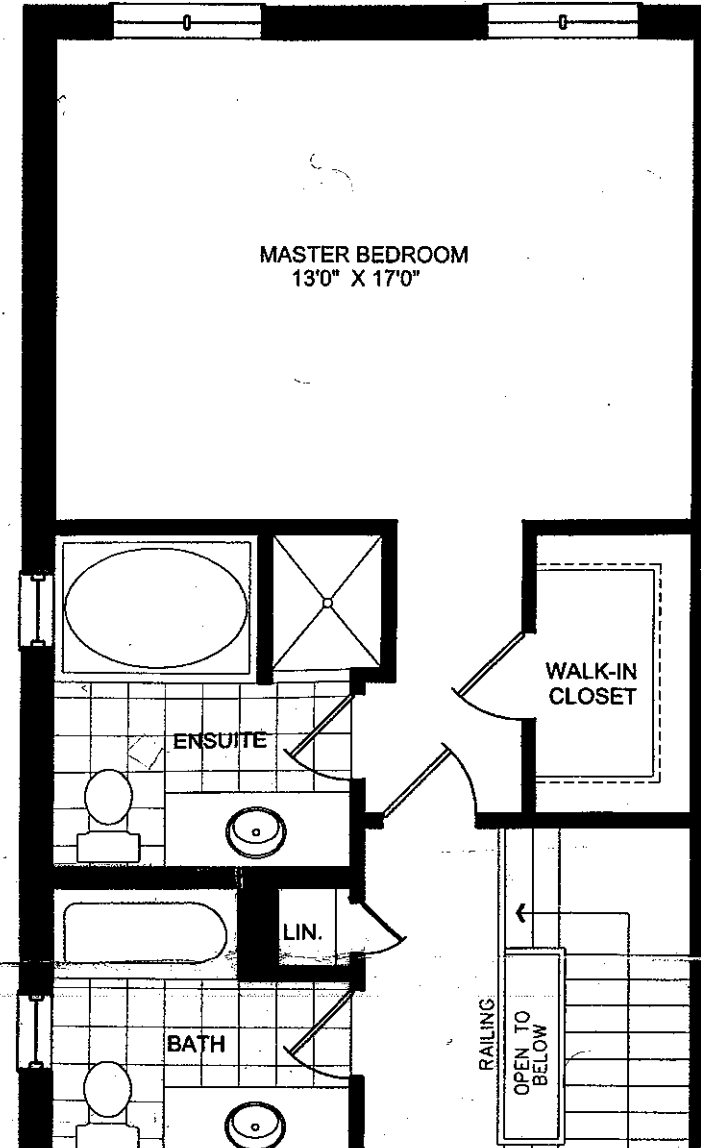 MASTER BEDROOM
13'0" X 17'0"
WALK-IN
CLOSET
ENSUITE
LIN.
BATH
RAILING
OPEN TO
BELOW